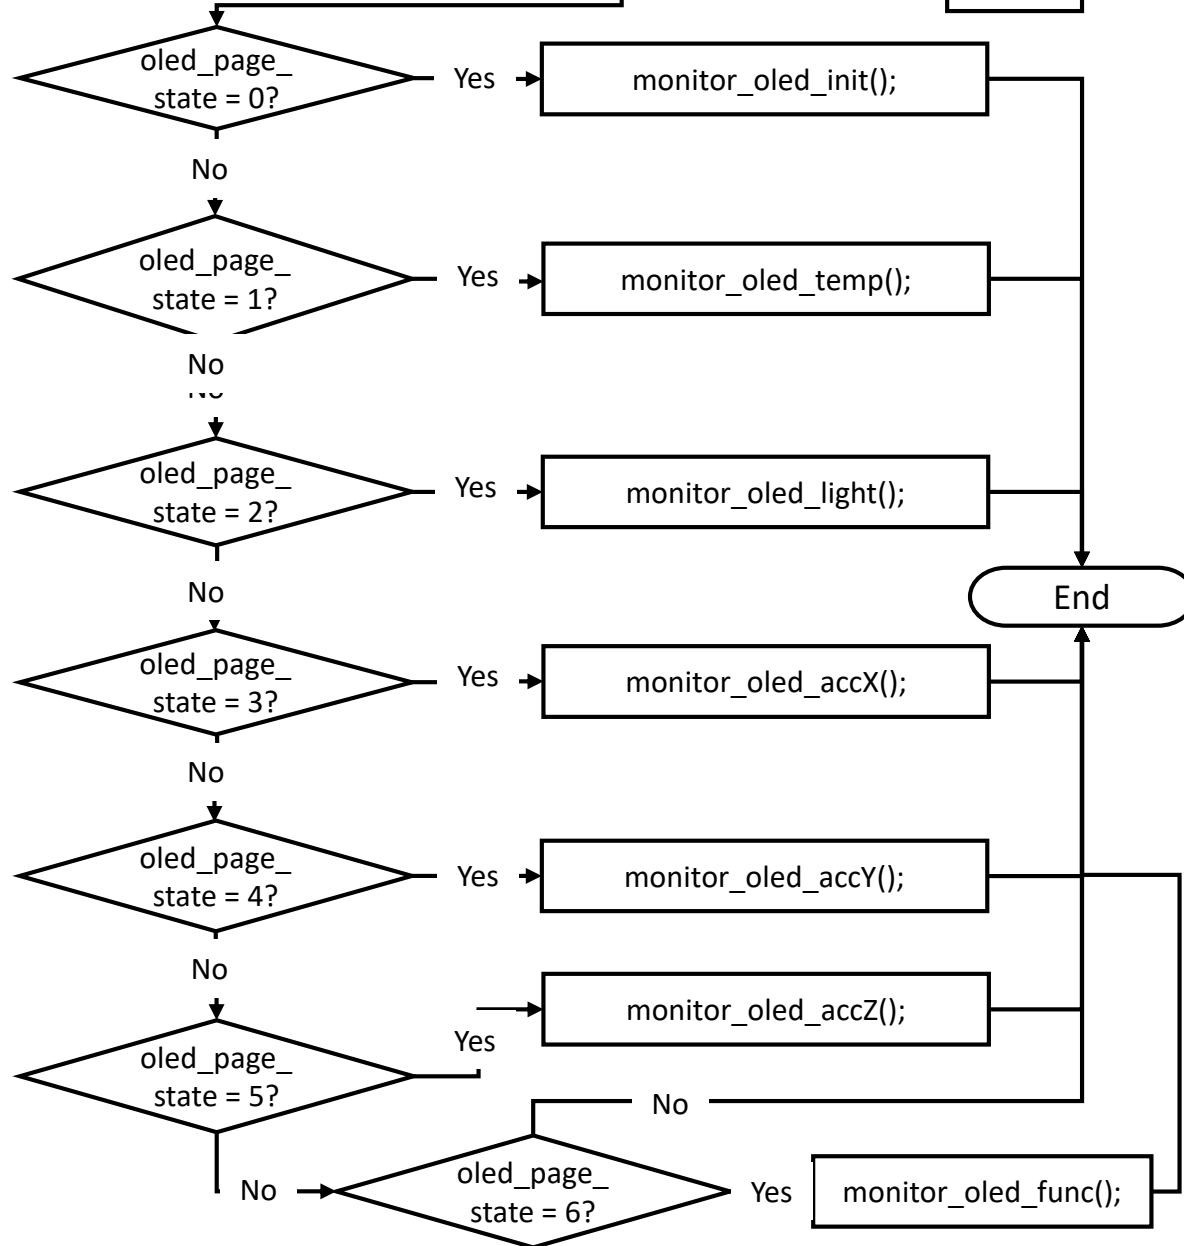 oled_page_
state = 0?
Yes
monitor_oled_init();
No
oled_page_
state = 1?
Yes
monitor_oled_temp();
No
No
oled_page_
state = 2?
Yes
monitor_oled_light();
No
End
oled_page_
state = 3?
Yes
monitor_oled_accX();
No
oled_page_
state = 4?
Yes
monitor_oled_accY();
No
monitor_oled_accZ();
Yes
oled_page_
state = 5?
No
No
oled_page_
state = 6?
Yes
monitor_oled_func();